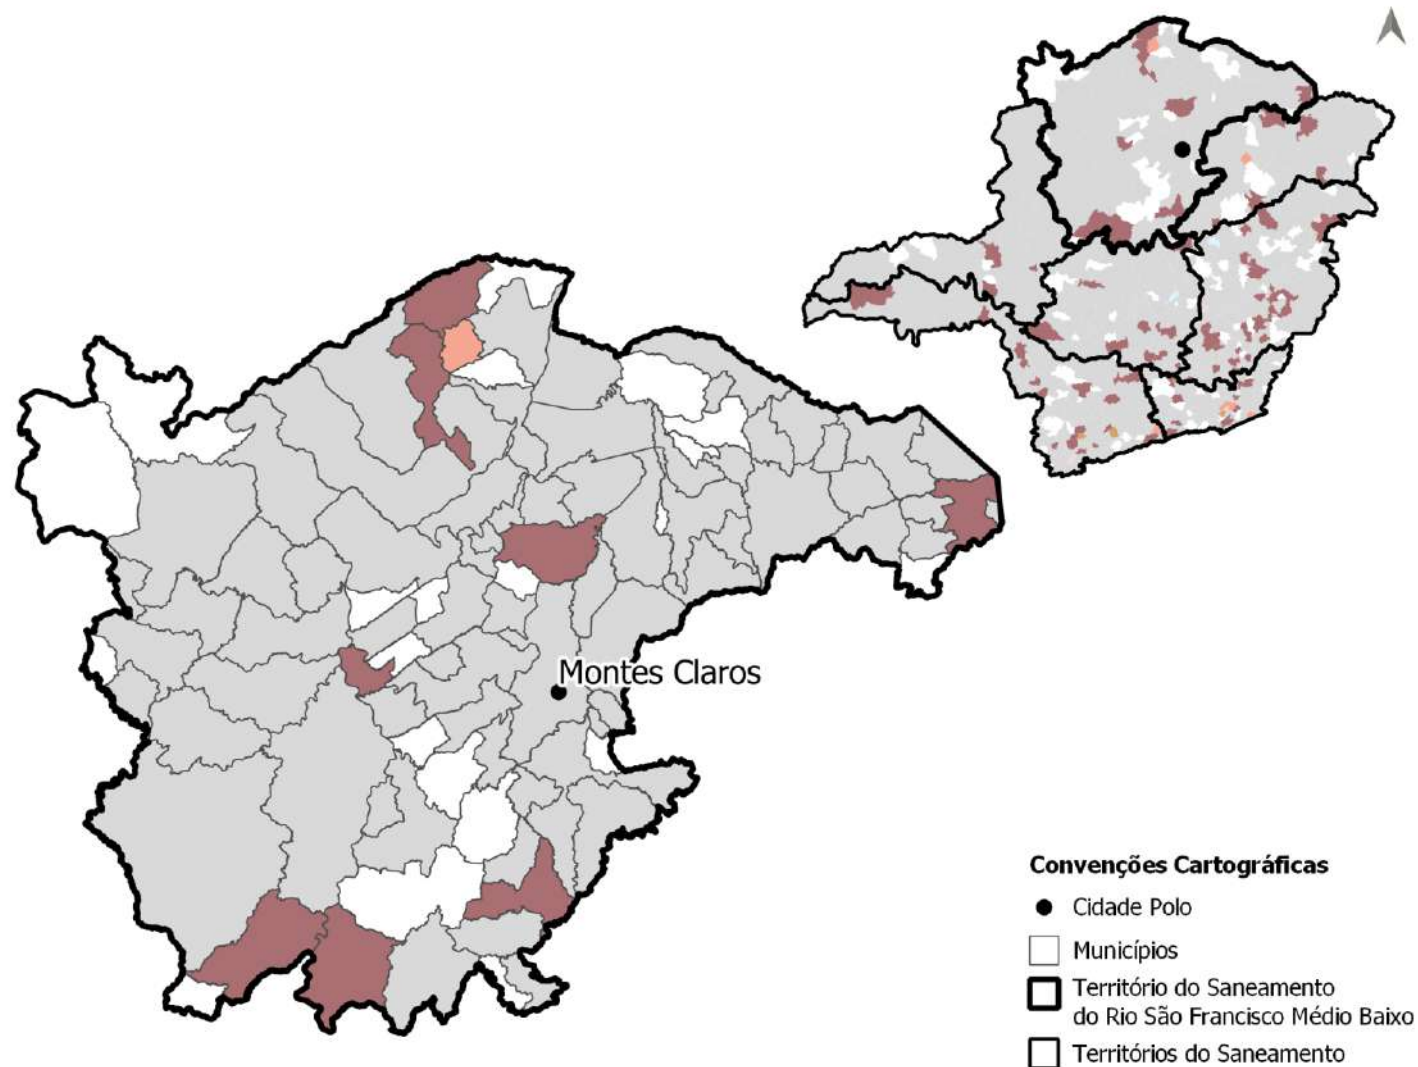 Montes Claros
Convenções Cartográficas
Cidade Polo
Municípios
Território do Saneamento
do Rio São Francisco Médio Baixo
Territórios do Saneamento